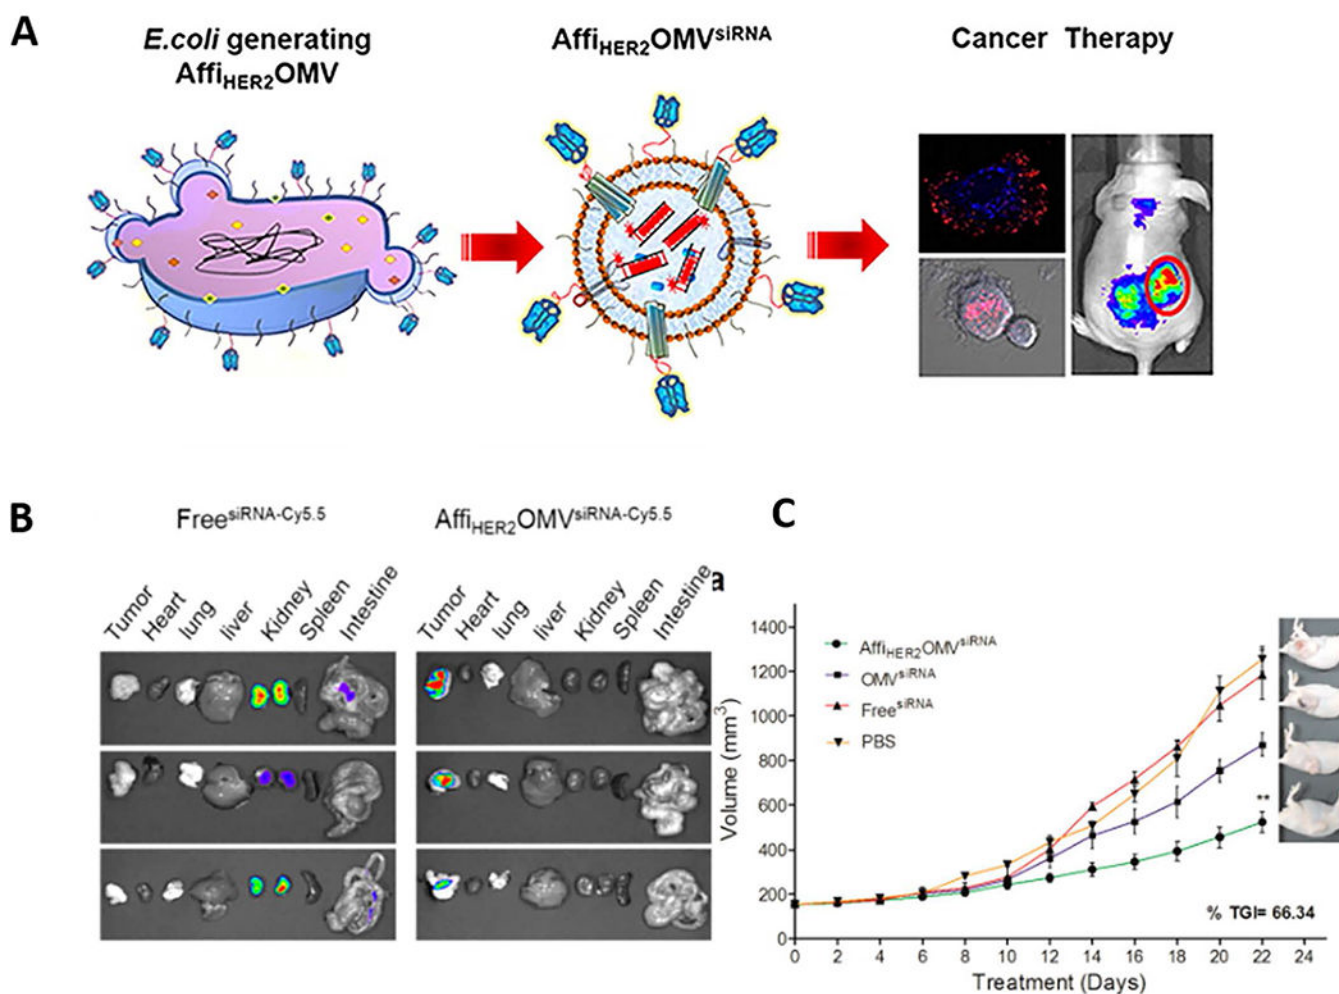 A
E.coli generating
AffiHER2OMV
AffiHER2OMVsiRNA
Cancer Therapy
B
FreesiRNA-Cy5.5
AffiHER2OMVsiRNA-Cy5.5
Tumor Heart lung liver Kidney Spleen Intestine
Tumor Heart lung liver Kidney Spleen Intestine
C
a
Volume (mm3)
1400
1200
1000
800
600
400
200
0
AffiHER2OMVsiRNA
OMVsiRNA
FreesiRNA
PBS
**
% TGI= 66.34
0 2 4 6 8 10 12 14 16 18 20 22 24
Treatment (Days)